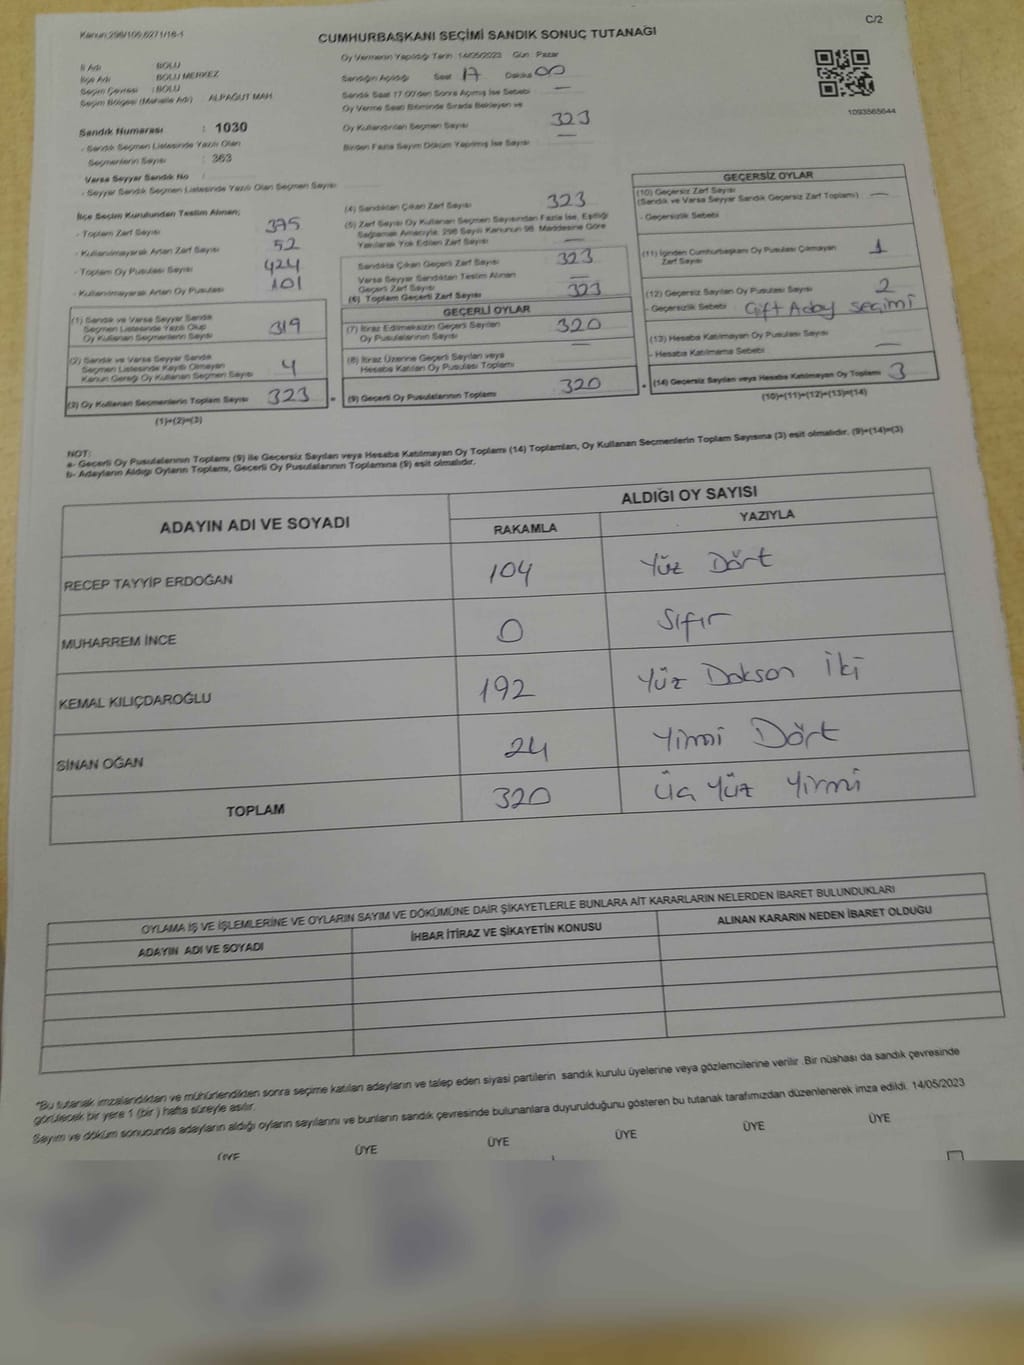 C/2
Kanun:298/106,6271/18-1
CUMHURBAŞKANI SEÇİMİ SANDIK SONUÇ TUTANAĞI
İl Adı : BOLU
İlçe Adı : BOLU MERKEZ
Seçim Çevresi : BOLU
Seçim Bölgesi (Mahalle Adı) : ALPAĞUT MAH.
Oy Vermenin Yapıldığı Tarih :14/05/2023 Gün :Pazar
Sandığın Açıldığı Saat 17 Dakika 00
Sandık Saat 17:00'den Sonra Açılmış İse Sebebi —
Oy Verme Saati Bitiminde Sırada Bekleyen ve
Oy Kullandırılan Seçmen Sayısı 323
Birden Fazla Sayım Döküm Yapılmış İse Sayısı —
1093565644
Sandık Numarası : 1030
- Sandık Seçmen Listesinde Yazılı Olan
Seçmenlerin Sayısı : 363
Varsa Seyyar Sandık No :
- Seyyar Sandık Seçmen Listesinde Yazılı Olan Seçmen Sayısı
İlçe Seçim Kurulundan Teslim Alınan;
- Toplam Zarf Sayısı 375
- Kullanılmayarak Artan Zarf Sayısı 52
- Toplam Oy Pusulası Sayısı 424
- Kullanılmayarak Artan Oy Pusulası 101
(1) Sandık ve Varsa Seyyar Sandık
Seçmen Listesinde Yazılı Olup
Oy Kullanan Seçmenlerin Sayısı 319
(2) Sandık ve Varsa Seyyar Sandık
Seçmen Listesinde Kayıtlı Olmayan
Kanun Gereği Oy Kullanan Seçmen Sayısı 4
(3) Oy Kullanan Seçmenlerin Toplam Sayısı 323
(1)+(2)=(3)
(4) Sandıktan Çıkan Zarf Sayısı 323
(5) Zarf Sayısı Oy Kullanan Seçmen Sayısından Fazla İse, Eşitliği
Sağlamak Amacıyla, 298 Sayılı Kanunun 98. Maddesine Göre
Yakılarak Yok Edilen Zarf Sayısı —
Sandıkta Çıkan Geçerli Zarf Sayısı 323
Varsa Seyyar Sandıktan Teslim Alınan
Geçerli Zarf Sayısı —
(6) Toplam Geçerli Zarf Sayısı 323
GEÇERLİ OYLAR
(7) İtiraz Edilmeksizin Geçerli Sayılan
Oy Pusulalarının Sayısı 320
(8) İtiraz Üzerine Geçerli Sayılan veya
Hesaba Katılan Oy Pusulası Toplamı —
(9) Geçerli Oy Pusulalarının Toplamı 320
GEÇERSİZ OYLAR
(10) Geçersiz Zarf Sayısı
(Sandık ve Varsa Seyyar Sandık Geçersiz Zarf Toplamı) —
- Geçersizlik Sebebi
(11) İçinden Cumhurbaşkanı Oy Pusulası Çıkmayan
Zarf Sayısı 1
(12) Geçersiz Sayılan Oy Pusulası Sayısı 2
- Geçersizlik Sebebi Çift Aday seçimi
(13) Hesaba Katılmayan Oy Pusulası Sayısı
- Hesaba Katılmama Sebebi —
(14) Geçersiz Sayılan veya Hesaba Katılmayan Oy Toplamı 3
(10)+(11)+(12)+(13)=(14)
NOT:
a- Geçerli Oy Pusulalarının Toplamı (9) ile Geçersiz Sayılan veya Hesaba Katılmayan Oy Toplamı (14) Toplamları, Oy Kullanan Seçmenlerin Toplam Sayısına (3) eşit olmalıdır. (9)+(14)=(3)
b- Adayların Aldığı Oyların Toplamı, Geçerli Oy Pusulalarının Toplamına (9) eşit olmalıdır.
ADAYIN ADI VE SOYADI
ALDIĞI OY SAYISI
RAKAMLA YAZIYLA
RECEP TAYYİP ERDOĞAN 104 Yüz Dört
MUHARREM İNCE 0 Sıfır
KEMAL KILIÇDAROĞLU 192 Yüz Dokson İki
SİNAN OĞAN 24 Yirmi Dört
TOPLAM 320 Üç Yüz Yirmi
OYLAMA İŞ VE İŞLEMLERİNE VE OYLARIN SAYIM VE DÖKÜMÜNE DAİR ŞİKAYETLERLE BUNLARA AİT KARARLARIN NELERDEN İBARET BULUNDUKLARI
ADAYIN ADI VE SOYADI İHBAR İTİRAZ VE ŞİKAYETİN KONUSU ALINAN KARARIN NEDEN İBARET OLDUĞU
"Bu tutanak imzalandıktan ve mühürlendikten sonra seçime katılan adayların ve talep eden siyasi partilerin sandık kurulu üyelerine veya gözlemcilerine verilir .Bir nüshası da sandık çevresinde
görülecek bir yere 1 (bir) hafta süreyle asılır.
Sayım ve döküm sonucunda adayların aldığı oyların sayılarını ve bunların sandık çevresinde bulunanlara duyurulduğunu gösteren bu tutanak tarafımızdan düzenlenerek imza edildi. 14/05/2023
ÜYE ÜYE ÜYE ÜYE ÜYE ÜYE